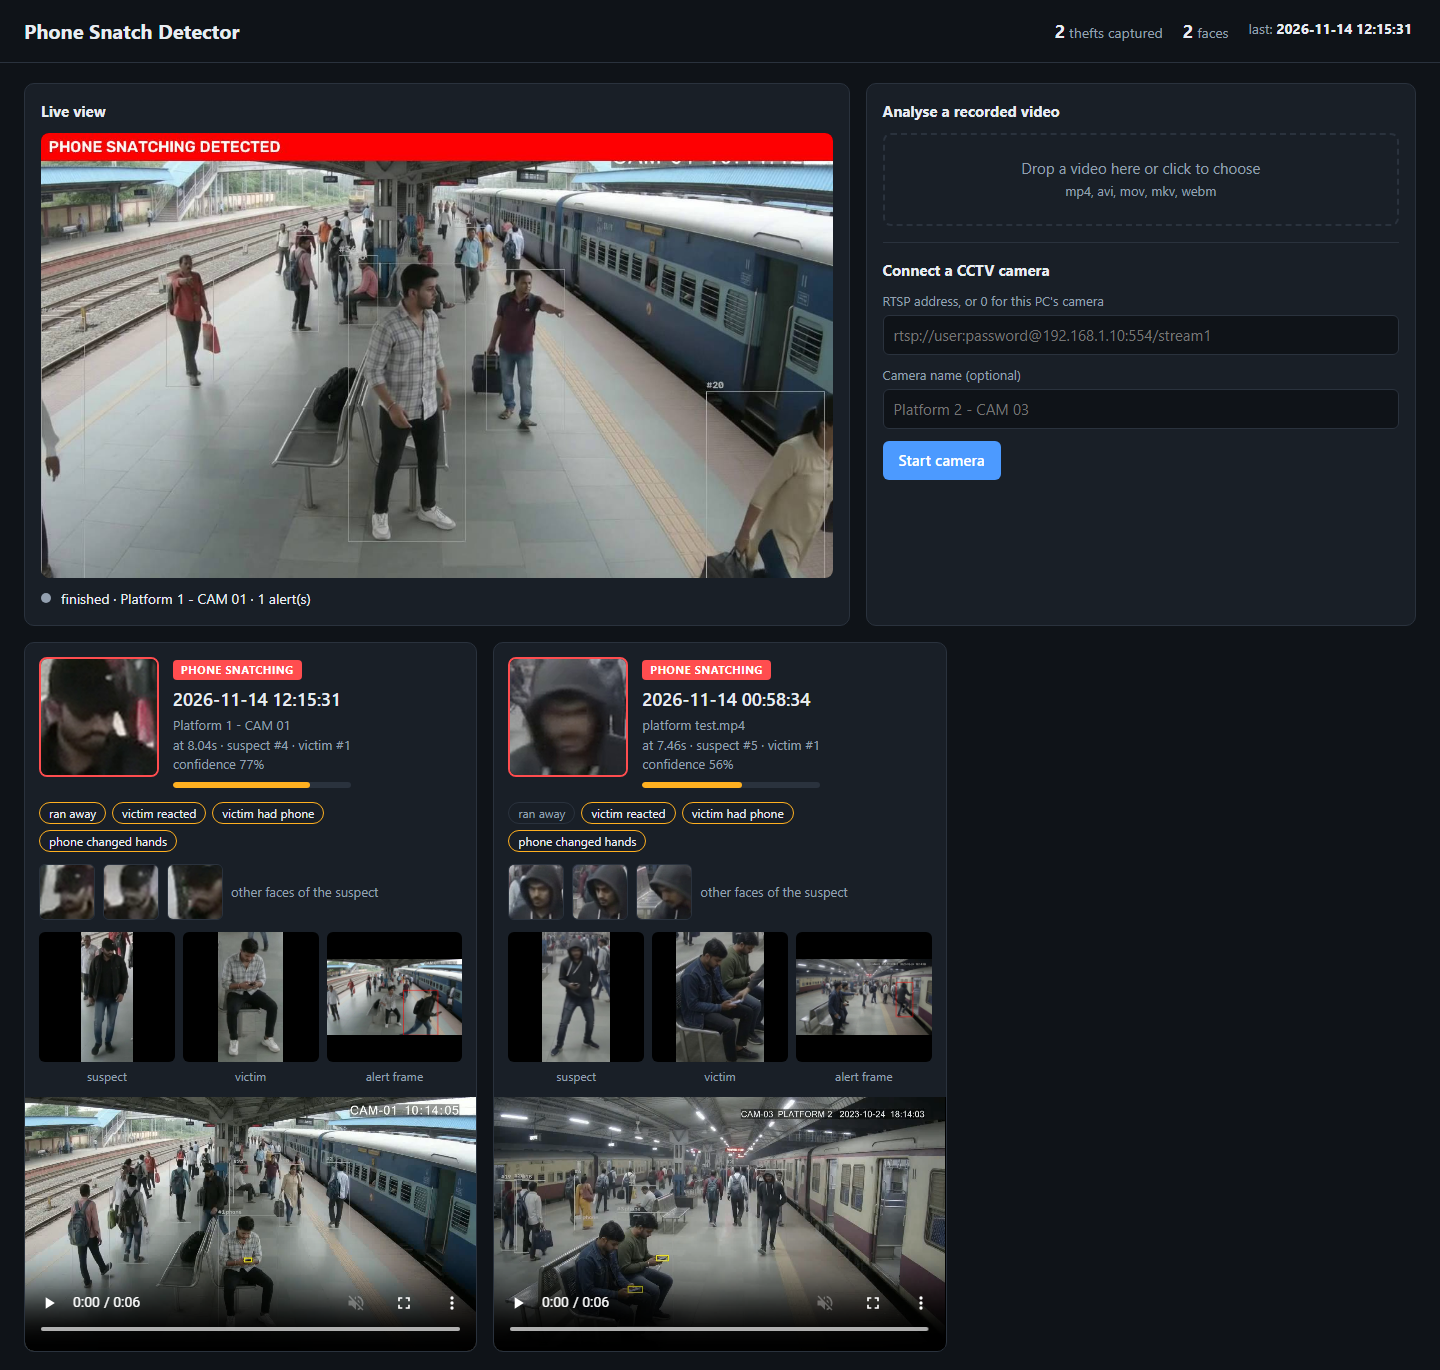 Phone Snatch Detector
2 thefts captured 2 faces last: 2026-11-14 12:15:31
Live view
PHONE SNATCHING DETECTED
#20
finished · Platform 1 - CAM 01 · 1 alert(s)
Analyse a recorded video
Drop a video here or click to choose
mp4, avi, mov, mkv, webm
Connect a CCTV camera
RTSP address, or 0 for this PC's camera
rtsp://user:password@192.168.1.10:554/stream1
Camera name (optional)
Platform 2 - CAM 03
Start camera
PHONE SNATCHING
2026-11-14 12:15:31
Platform 1 - CAM 01
at 8.04s · suspect #4 · victim #1
confidence 77%
ran away victim reacted victim had phone
phone changed hands
other faces of the suspect
suspect victim alert frame
CAM-01 10:14:05
0:00 / 0:06
PHONE SNATCHING
2026-11-14 00:58:34
platform test.mp4
at 7.46s · suspect #5 · victim #1
confidence 56%
ran away victim reacted victim had phone
phone changed hands
other faces of the suspect
suspect victim alert frame
CAM-03 PLATFORM 2 2023-10-24 18:14:03
0:00 / 0:06